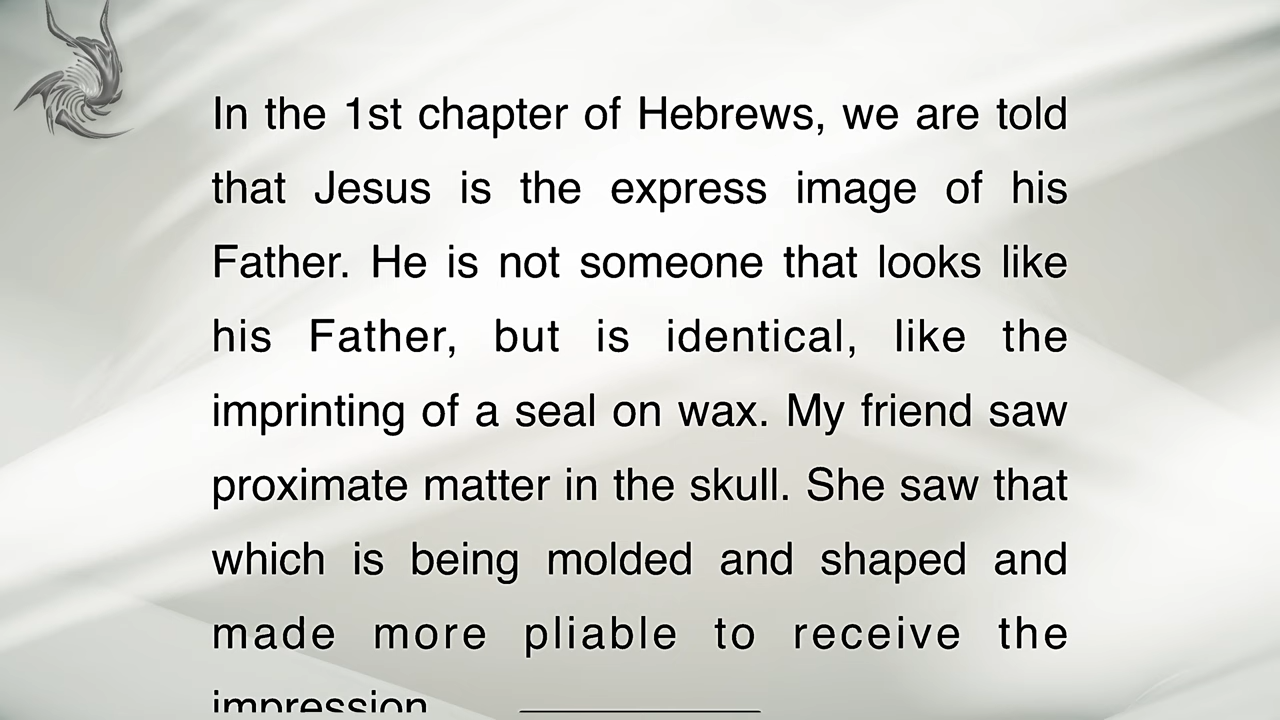 In the 1st chapter of Hebrews, we are told
that Jesus is the express image of his
Father. He is not someone that looks like
his Father, but is identical, like the
imprinting of a seal on wax. My friend saw
proximate matter in the skull. She saw that
which is being molded and shaped and
made more pliable to receive the
impression